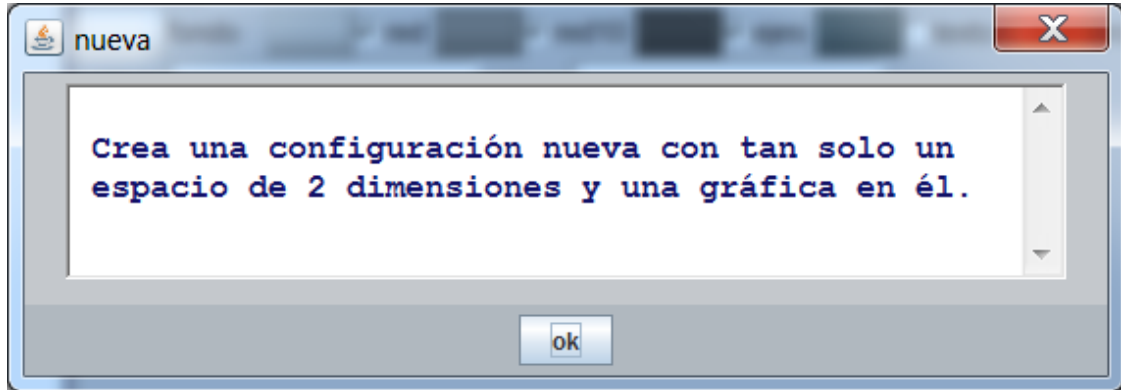 nueva
Crea una configuración nueva con tan solo un
espacio de 2 dimensiones y una gráfica en él.
ok